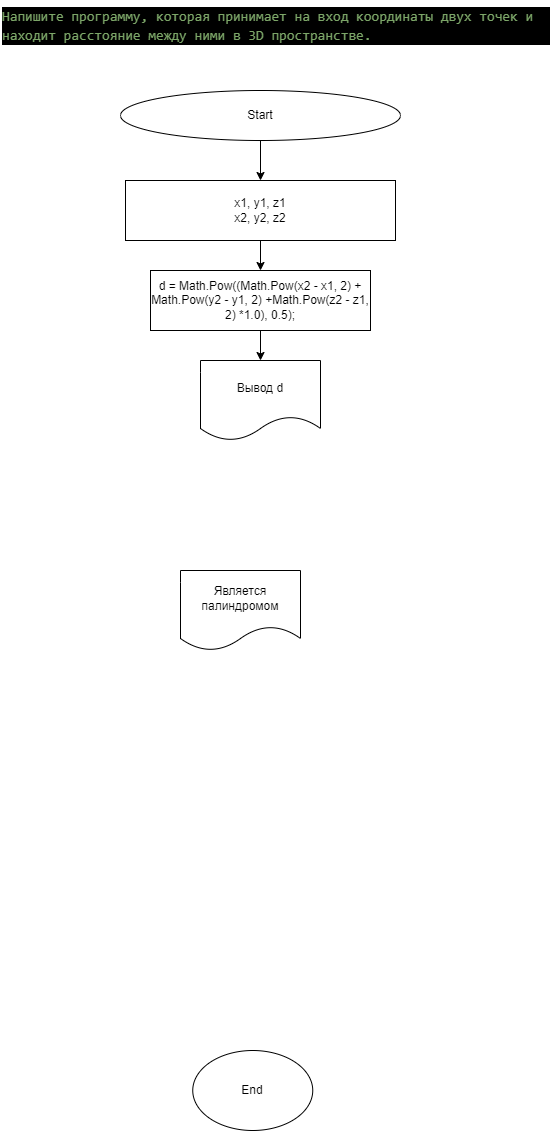 Напишите программу, которая принимает на вход координаты двух точек и
находит расстояние между ними в 3D пространстве.
Start
x1, y1, z1
x2, y2, z2
d = Math.Pow((Math.Pow(x2 - x1, 2) +
Math.Pow(y2 - y1, 2) +Math.Pow(z2 - z1,
2) *1.0), 0.5);
Вывод d
Является
палиндромом
End